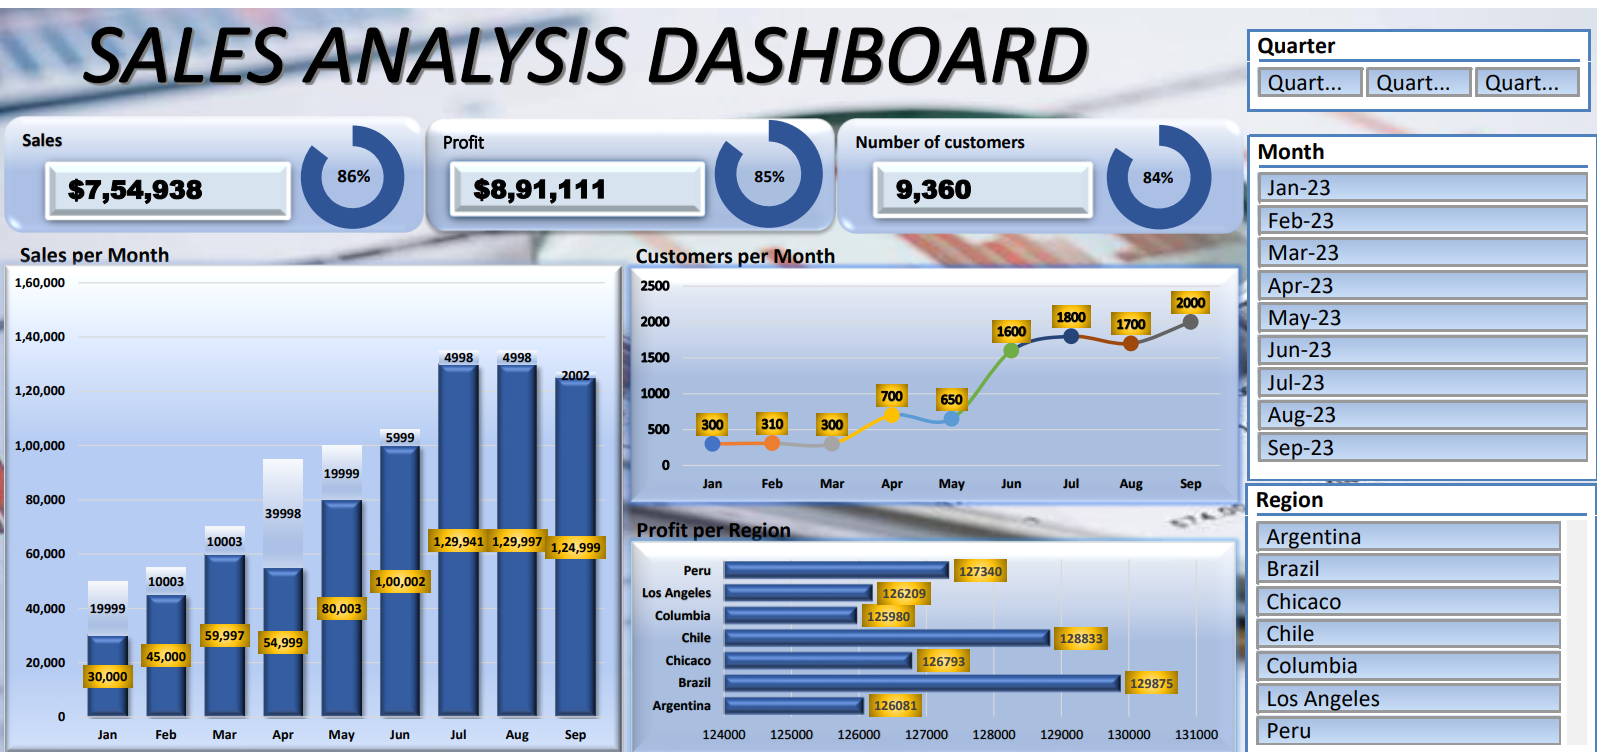 SALES ANALYSIS DASHBOARD
Quarter
Quart... Quart... Quart...
Sales
$7,54,938
86%
Profit
$8,91,111
85%
Number of customers
9,360
84%
Month
Jan-23
Feb-23
Mar-23
Apr-23
May-23
Jun-23
Jul-23
Aug-23
Sep-23
Sales per Month
1,60,000
1,40,000
1,20,000
1,00,000
80,000
60,000
40,000
20,000
0
19999 10003 10003 39998 19999 5999 4998 4998 2002
30,000 45,000 59,997 54,999 80,003 1,00,002 1,29,941 1,29,997 1,24,999
Jan Feb Mar Apr May Jun Jul Aug Sep
Customers per Month
2500
2000
1500
1000
500
0
300 310 300 700 650 1600 1800 1700 2000
Jan Feb Mar Apr May Jun Jul Aug Sep
Profit per Region
Peru 127340
Los Angeles 126209
Columbia 125980
Chile 128833
Chicaco 126793
Brazil 129875
Argentina 126081
124000 125000 126000 127000 128000 129000 130000 131000
Region
Argentina
Brazil
Chicaco
Chile
Columbia
Los Angeles
Peru